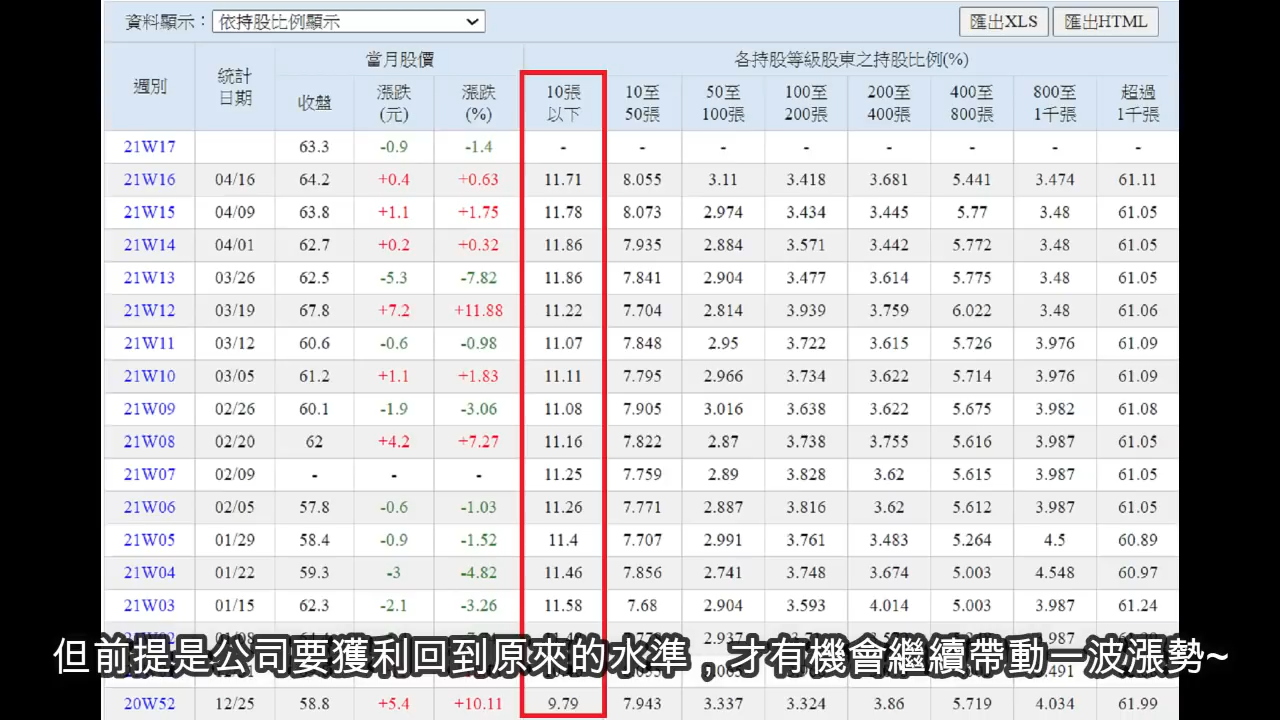 資料顯示： 依持股比例顯示 匯出XLS 匯出HTML
週別 統計日期 當月股價 各持股等級股東之持股比例(%)
收盤 漲跌(元) 漲跌(%) 10張以下 10至50張 50至100張 100至200張 200至400張 400至800張 800至1千張 超過1千張
21W17 63.3 -0.9 -1.4 - - - - - - - -
21W16 04/16 64.2 +0.4 +0.63 11.71 8.055 3.11 3.418 3.681 5.441 3.474 61.11
21W15 04/09 63.8 +1.1 +1.75 11.78 8.073 2.974 3.434 3.445 5.77 3.48 61.05
21W14 04/01 62.7 +0.2 +0.32 11.86 7.935 2.884 3.571 3.442 5.772 3.48 61.05
21W13 03/26 62.5 -5.3 -7.82 11.86 7.841 2.904 3.477 3.614 5.775 3.48 61.05
21W12 03/19 67.8 +7.2 +11.88 11.22 7.704 2.814 3.939 3.759 6.022 3.48 61.06
21W11 03/12 60.6 -0.6 -0.98 11.07 7.848 2.95 3.722 3.615 5.726 3.976 61.09
21W10 03/05 61.2 +1.1 +1.83 11.11 7.795 2.966 3.734 3.622 5.714 3.976 61.09
21W09 02/26 60.1 -1.9 -3.06 11.08 7.905 3.016 3.638 3.622 5.675 3.982 61.08
21W08 02/20 62 +4.2 +7.27 11.16 7.822 2.87 3.738 3.755 5.616 3.987 61.05
21W07 02/09 - - - 11.25 7.759 2.89 3.828 3.62 5.615 3.987 61.05
21W06 02/05 57.8 -0.6 -1.03 11.26 7.771 2.887 3.816 3.62 5.612 3.987 61.05
21W05 01/29 58.4 -0.9 -1.52 11.4 7.707 2.991 3.761 3.483 5.264 4.5 60.89
21W04 01/22 59.3 -3 -4.82 11.46 7.856 2.741 3.748 3.674 5.003 4.548 60.97
21W03 01/15 62.3 -2.1 -3.26 11.58 7.68 2.904 3.593 4.014 5.003 3.987 61.24
但前提是公司要獲利回到原來的水準，才有機會繼續帶動一波漲勢~
20W52 12/25 58.8 +5.4 +10.11 9.79 7.943 3.337 3.324 3.86 5.719 4.034 61.99